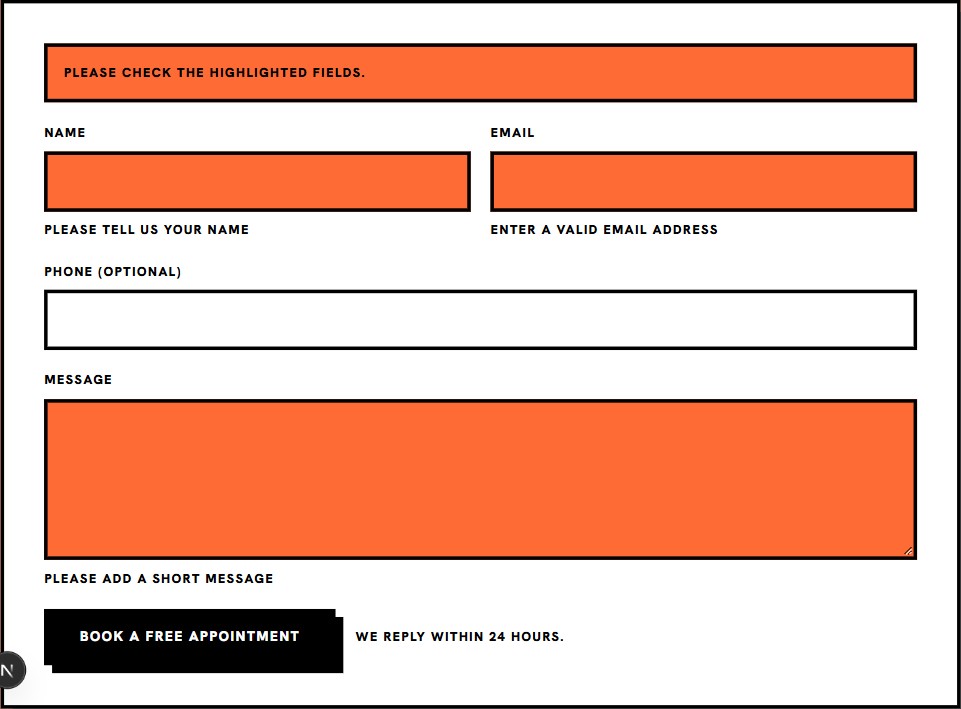 PLEASE CHECK THE HIGHLIGHTED FIELDS.
NAME
EMAIL
PLEASE TELL US YOUR NAME
ENTER A VALID EMAIL ADDRESS
PHONE (OPTIONAL)
MESSAGE
PLEASE ADD A SHORT MESSAGE
BOOK A FREE APPOINTMENT
WE REPLY WITHIN 24 HOURS.
N